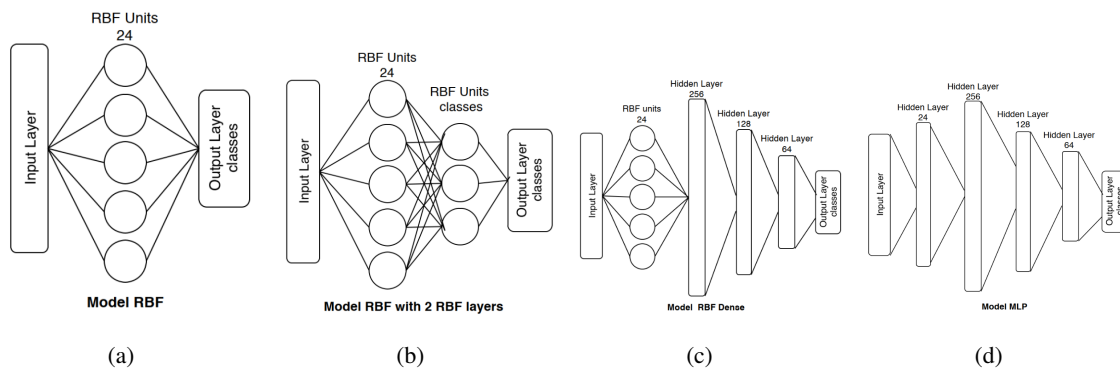 RBF Units
24
Input Layer
Output Layer
classes
Model RBF
(a)
RBF Units
24
RBF Units
classes
Input Layer
Output Layer
classes
Model RBF with 2 RBF layers
(b)
RBF units
24
Hidden Layer
256
Hidden Layer
128
Hidden Layer
64
Input Layer
Output Layer
classes
Model RBF Dense
(c)
Hidden Layer
24
Hidden Layer
256
Hidden Layer
128
Hidden Layer
64
Input Layer
Output Layer
classes
Model MLP
(d)